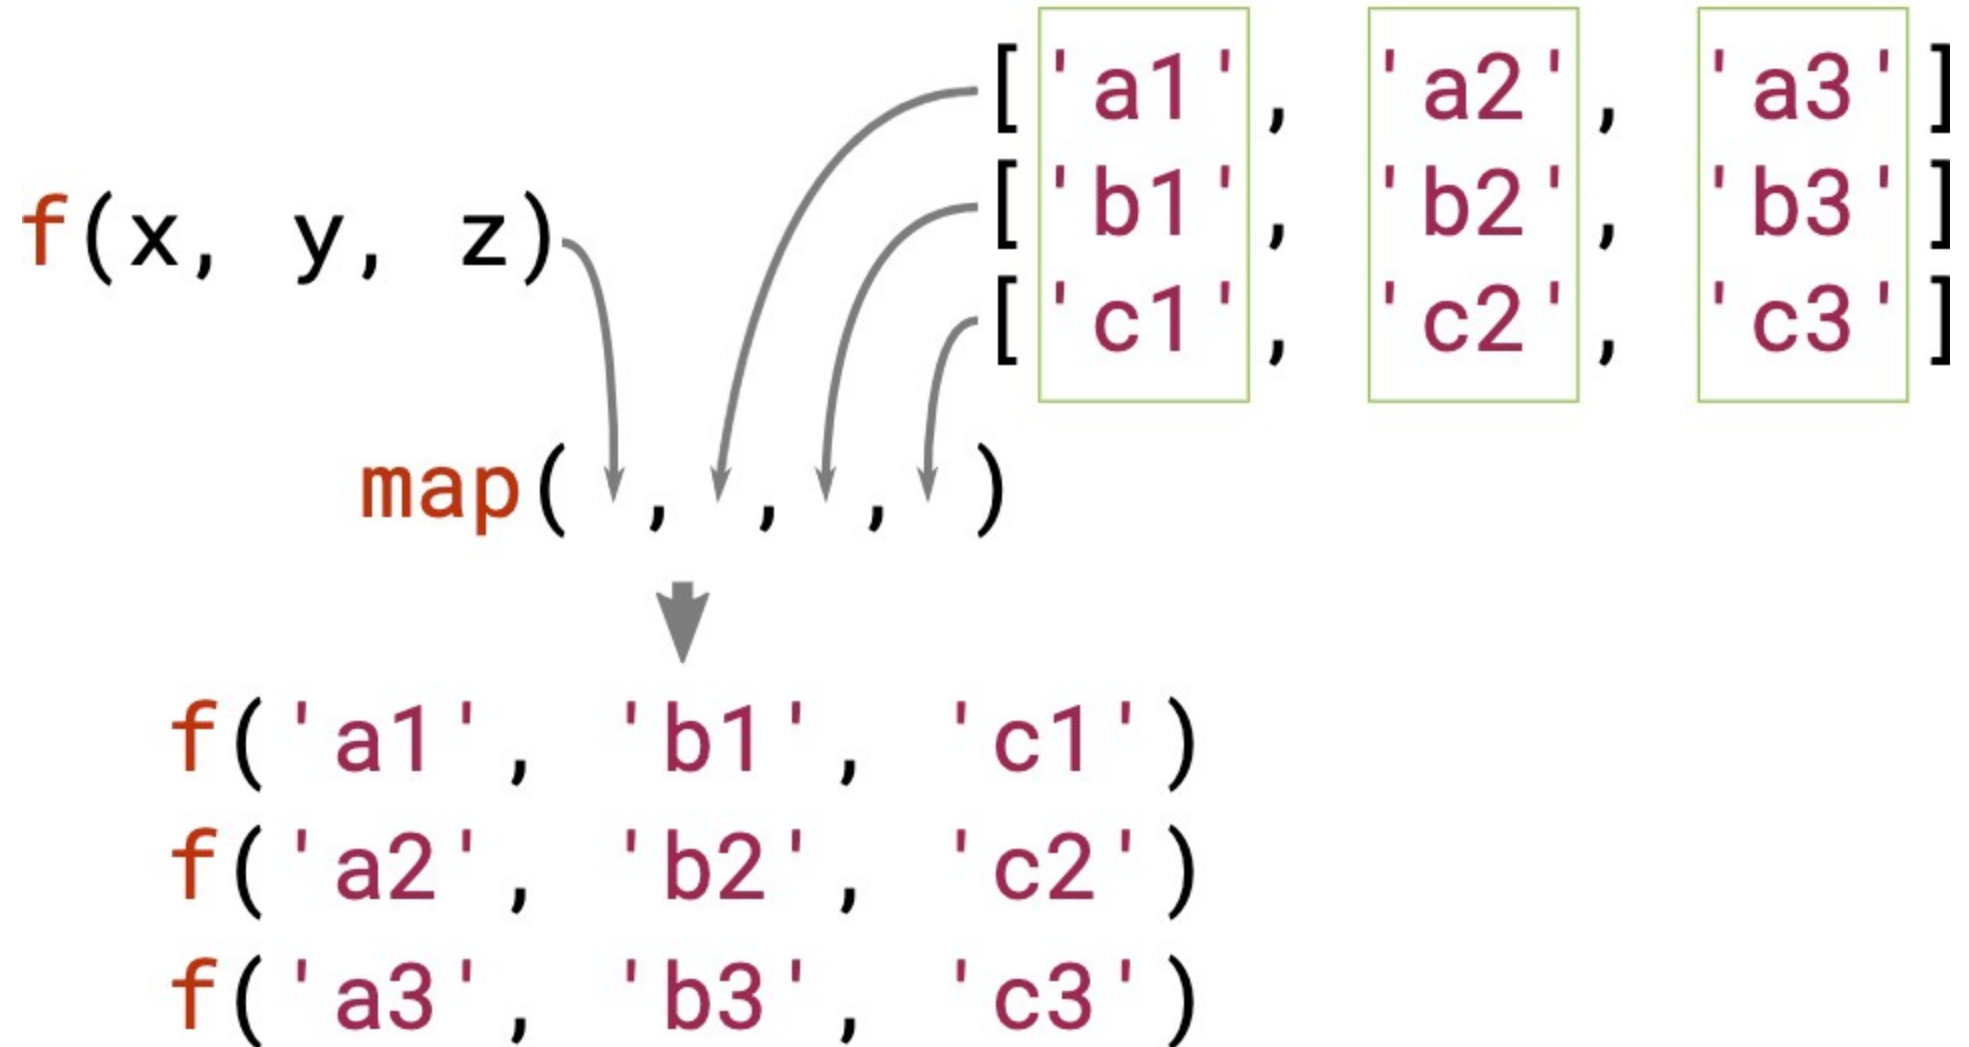 ['a1', 'a2', 'a3']
['b1', 'b2', 'b3']
['c1', 'c2', 'c3']
f(x, y, z)
map( , , , )
f('a1', 'b1', 'c1')
f('a2', 'b2', 'c2')
f('a3', 'b3', 'c3')